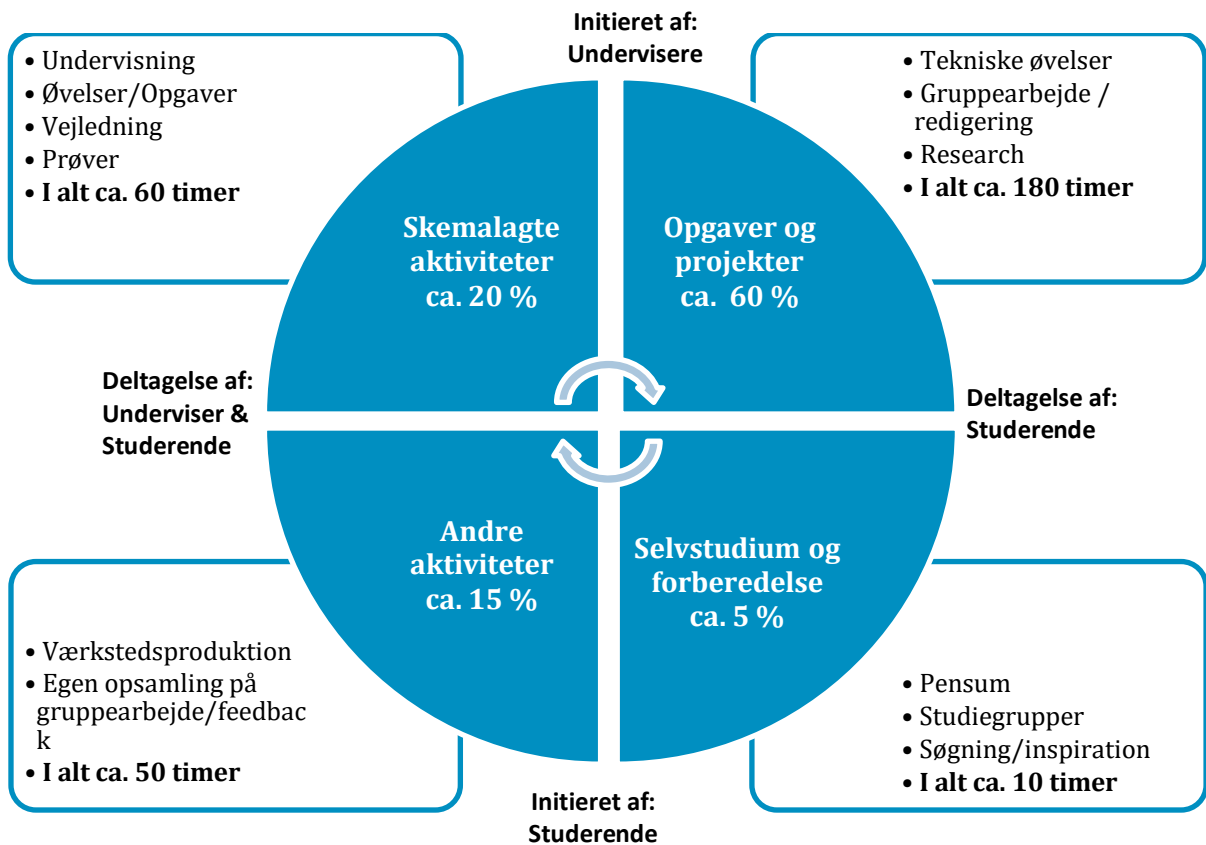 Initieret af:
Undervisere
• Undervisning
• Øvelser/Opgaver
• Vejledning
• Prøver
• I alt ca. 60 timer
• Tekniske øvelser
• Gruppearbejde /
redigering
• Research
• I alt ca. 180 timer
Skemalagte
aktiviteter
ca. 20 %
Opgaver og
projekter
ca. 60 %
Deltagelse af:
Underviser &
Studerende
Deltagelse af:
Studerende
Andre
aktiviteter
ca. 15 %
Selvstudium og
forberedelse
ca. 5 %
• Værkstedsproduktion
• Egen opsamling på
gruppearbejde/feedbac
k
• I alt ca. 50 timer
• Pensum
• Studiegrupper
• Søgning/inspiration
• I alt ca. 10 timer
Initieret af:
Studerende